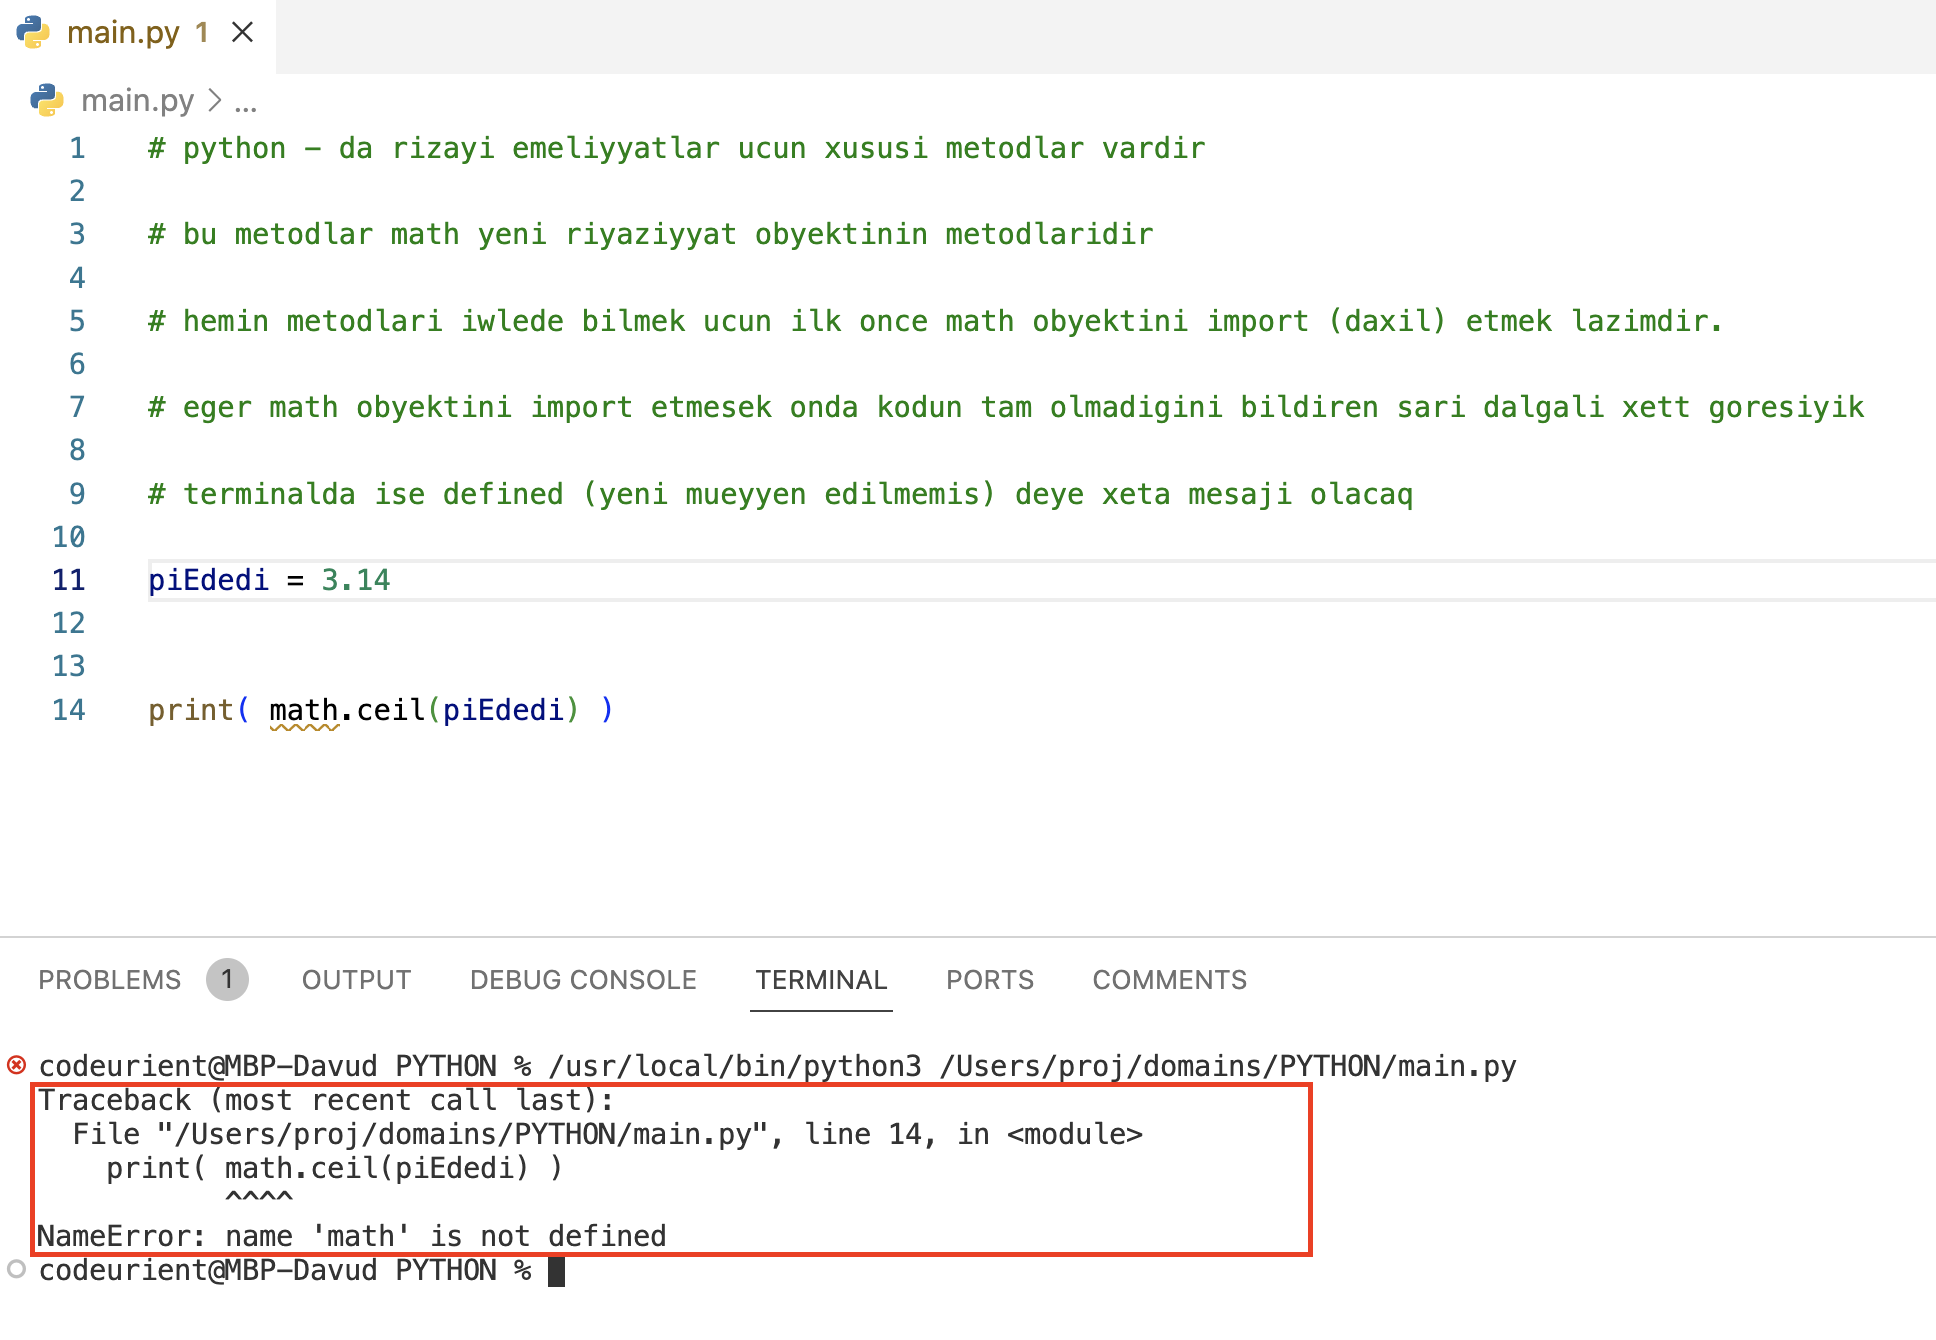 main.py 1
main.py > ...
1 # python - da rizayi emeliyyatlar ucun xususi metodlar vardir
2
3 # bu metodlar math yeni riyaziyyat obyektinin metodlaridir
4
5 # hemin metodlari iwlede bilmek ucun ilk once math obyektini import (daxil) etmek lazimdir.
6
7 # eger math obyektini import etmesek onda kodun tam olmadigini bildiren sari dalgali xett goresiyik
8
9 # terminalda ise defined (yeni mueyyen edilmemis) deye xeta mesaji olacaq
10
11 piEdedi = 3.14
12
13
14 print( math.ceil(piEdedi) )
PROBLEMS 1 OUTPUT DEBUG CONSOLE TERMINAL PORTS COMMENTS
codeurient@MBP-Davud PYTHON % /usr/local/bin/python3 /Users/proj/domains/PYTHON/main.py
Traceback (most recent call last):
  File "/Users/proj/domains/PYTHON/main.py", line 14, in <module>
    print( math.ceil(piEdedi) )
           ^^^^
NameError: name 'math' is not defined
codeurient@MBP-Davud PYTHON %